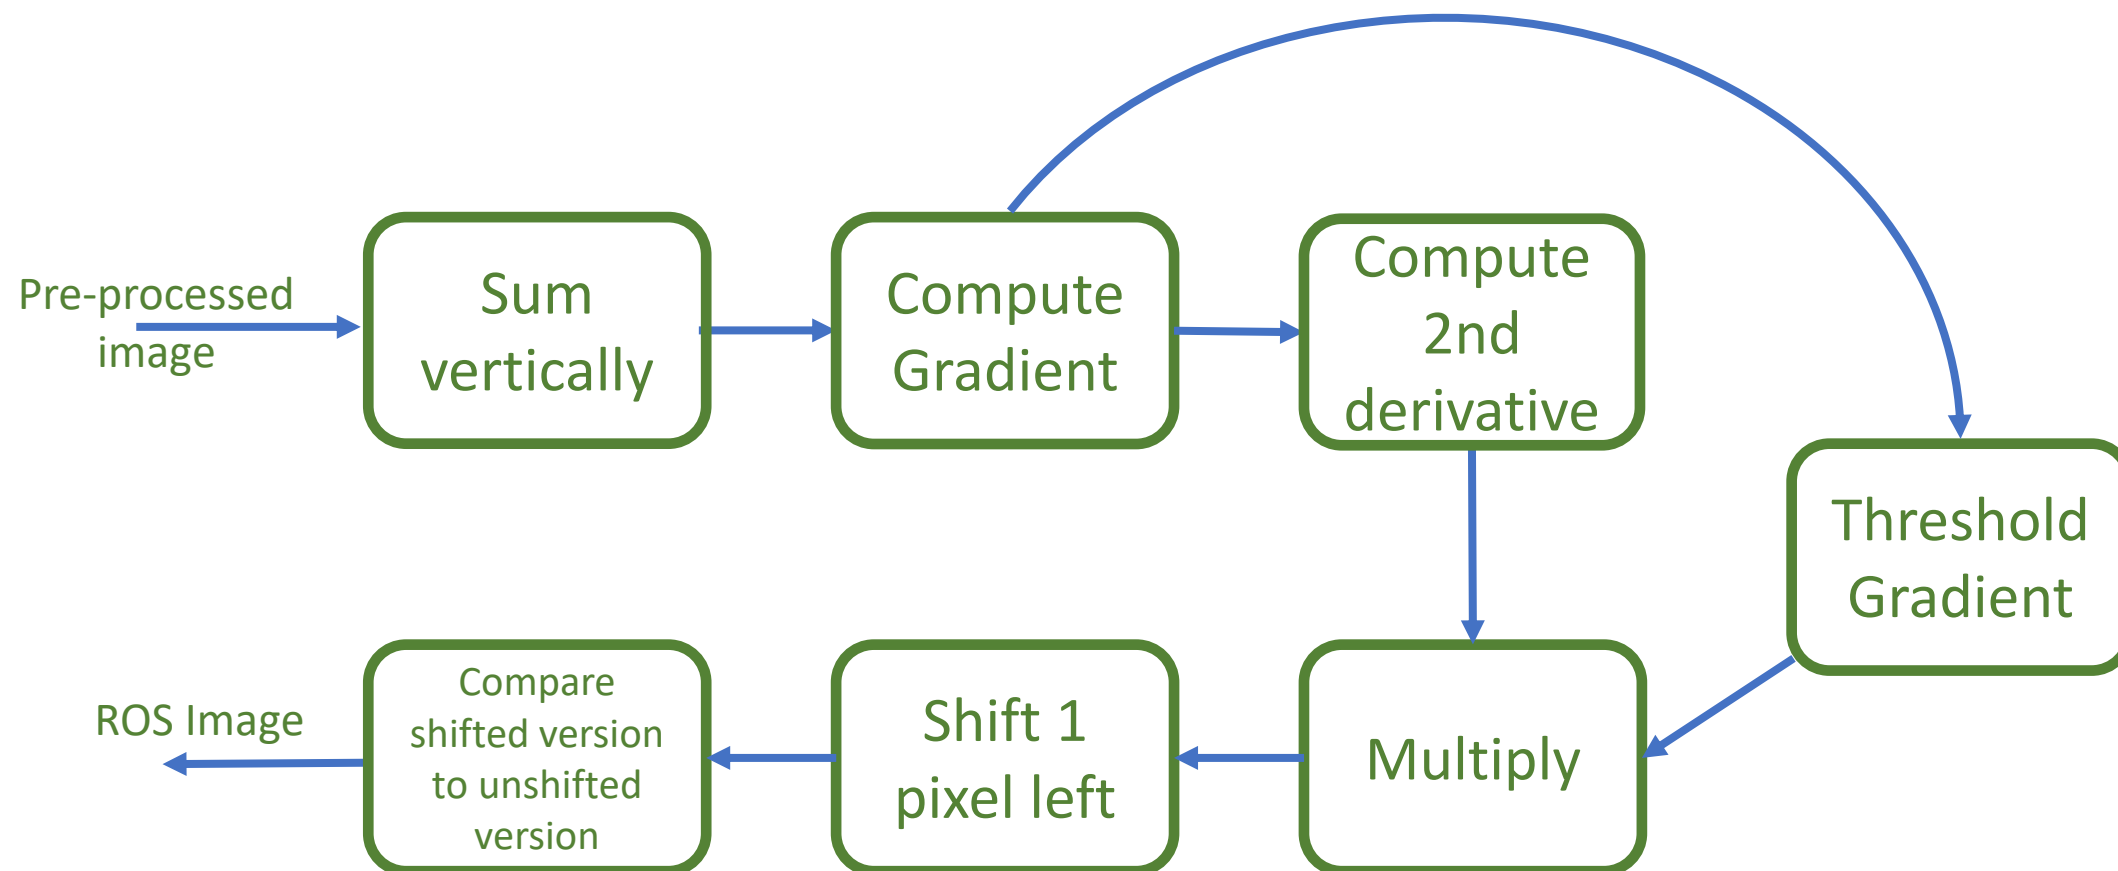 Pre-processed
image
Sum
vertically
Compute
Gradient
Compute
2nd
derivative
Threshold
Gradient
Multiply
Shift 1
pixel left
Compare
shifted version
to unshifted
version
ROS Image